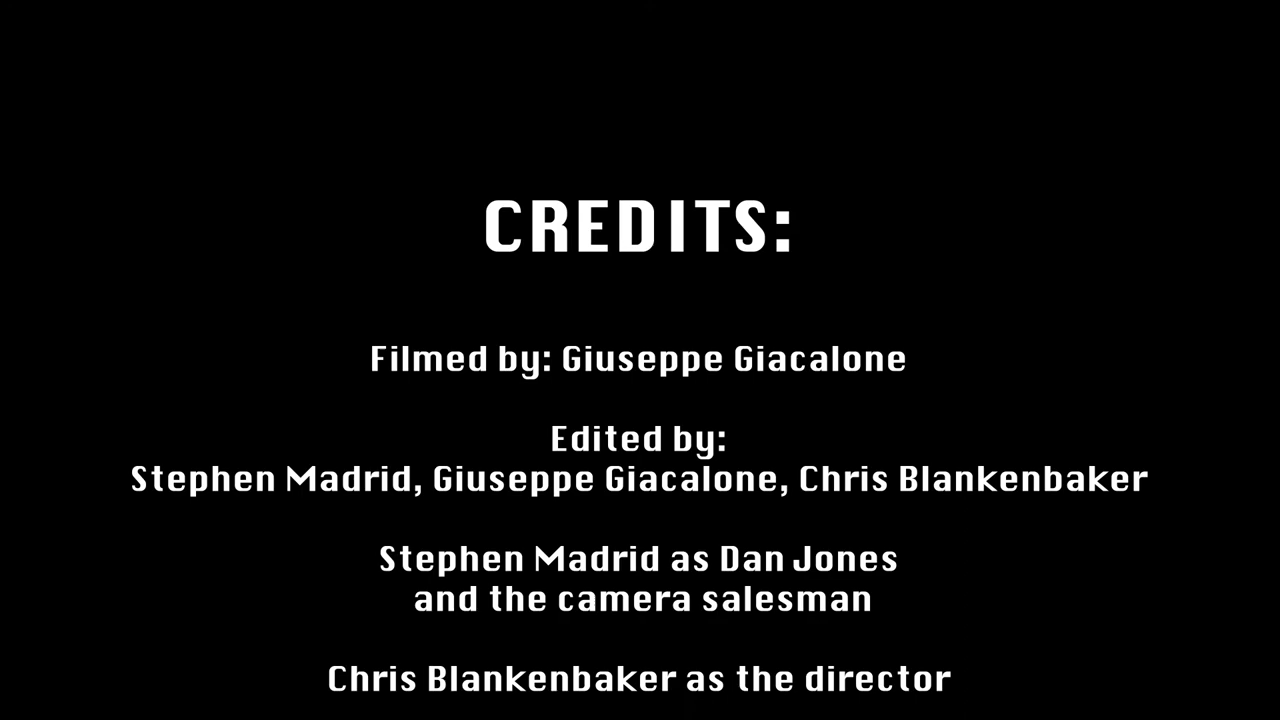 CREDITS:
Filmed by: Giuseppe Giacalone
Edited by:
Stephen Madrid, Giuseppe Giacalone, Chris Blankenbaker
Stephen Madrid as Dan Jones
and the camera salesman
Chris Blankenbaker as the director